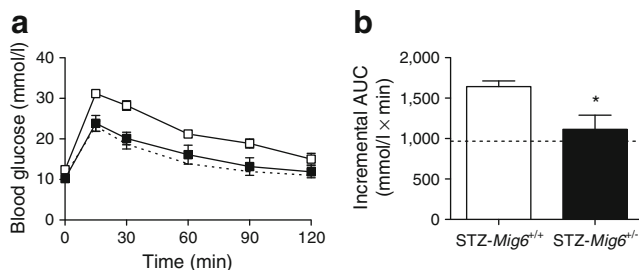 a
Blood glucose (mmol/l)
40
30
20
10
0
0 30 60 90 120
Time (min)
b
Incremental AUC
(mmol/l × min)
2,000
1,500
1,000
500
0
*
STZ-Mig6+/+ STZ-Mig6+/-